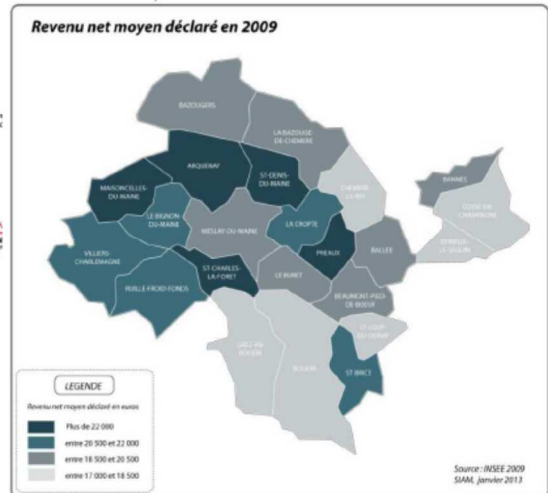 Revenu net moyen déclaré en 2009
BAZOUGERS
LA BAZOUGE-
DE-CHEMERE
ARQUENAY
ST-DENIS-
DU-MAINE
CHEMERE
LE-ROI
BANNES
COSSE-EN-
CHAMPAGNE
MAISONCELLES-
DU-MAINE
LE BIGNON-
DU-MAINE
MESLAY-DU-MAINE
LA CROPTE
PREAUX
BALLEE
EPINEUX-
LE-SEGUIN
VILLIERS-
CHARLEMAGNE
ST-CHARLES-
LA-FORET
LE BURET
RUILLE-FROID-FONDS
BEAUMONT-PIED-
DE-BOEUF
ST-LOUP-
DU-DORAT
GREZ-EN-
BOUERE
BOUERE
ST-BRICE
LEGENDE
Revenu net moyen déclaré en euros
Plus de 22 000
entre 20 500 et 22 000
entre 18 500 et 20 500
entre 17 000 et 18 500
Source : INSEE 2009
SIAM, janvier 2013